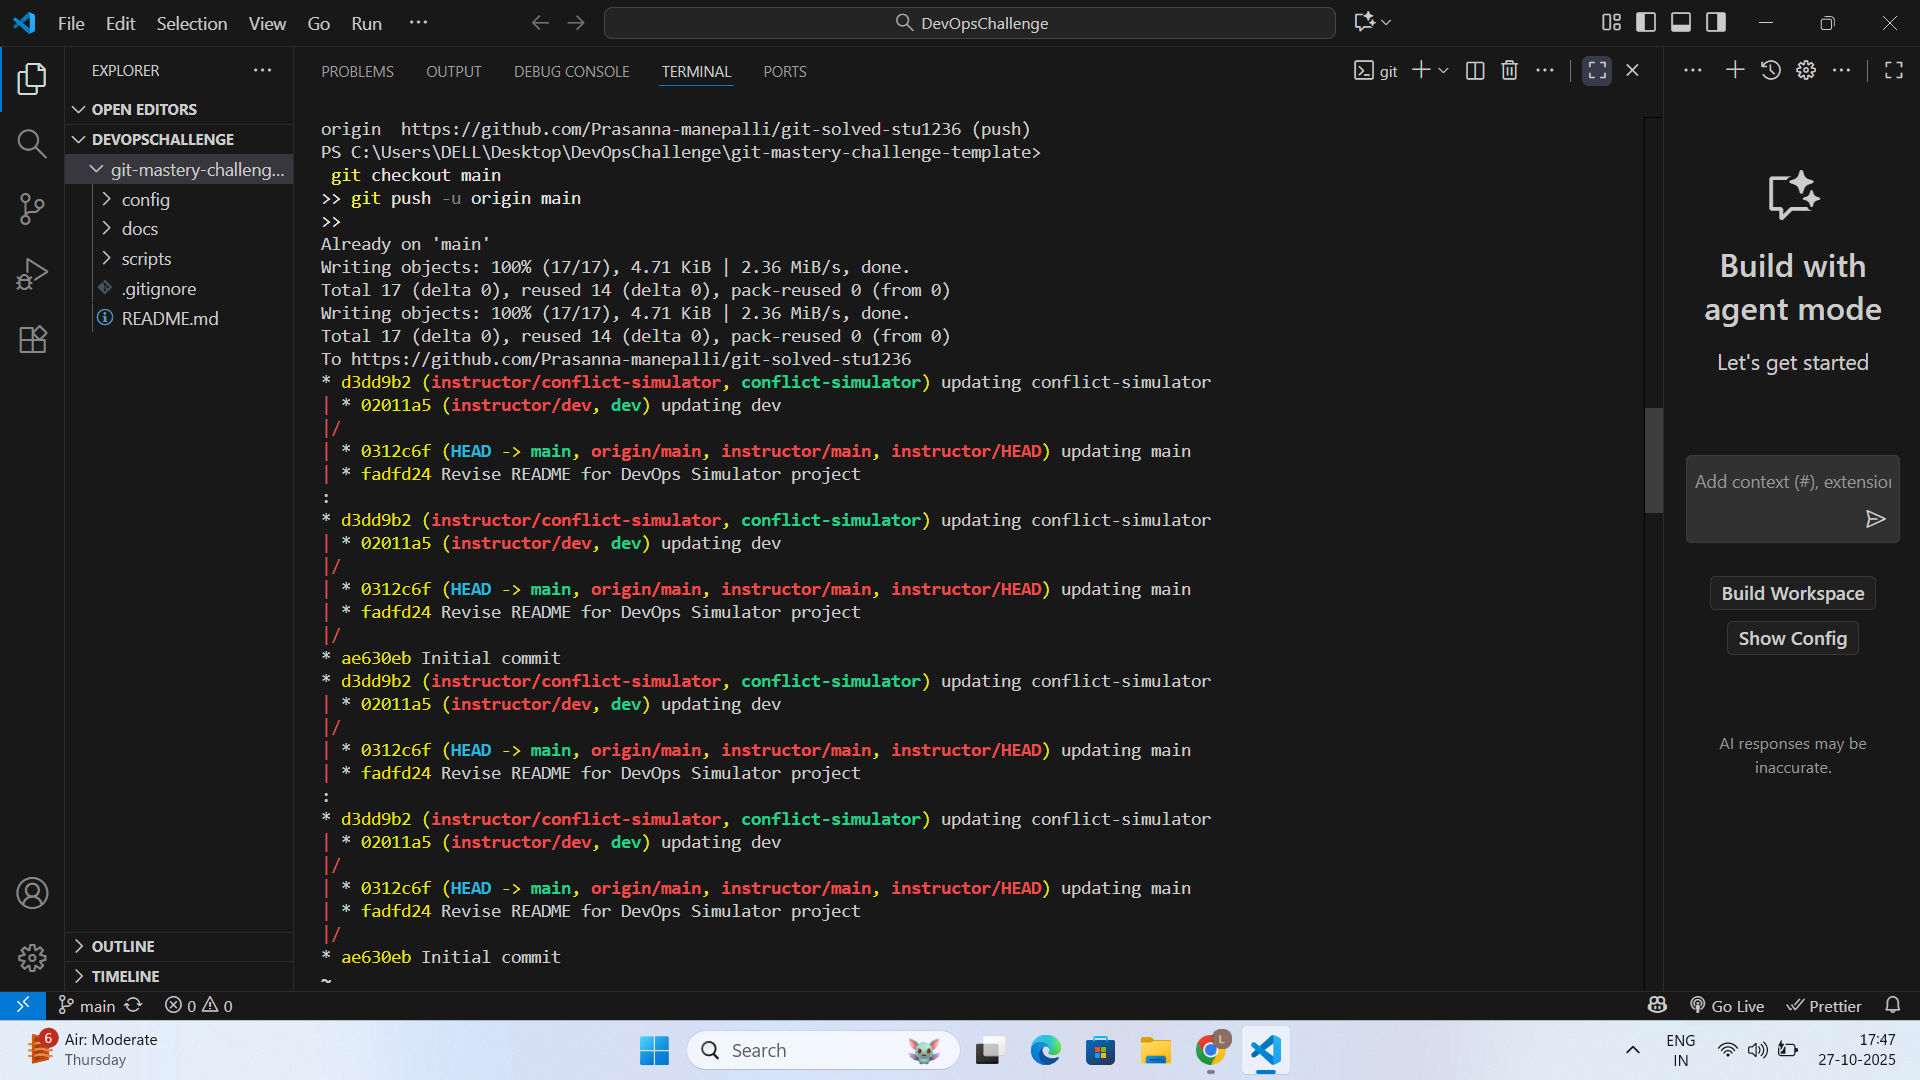 File Edit Selection View Go Run ···
DevOpsChallenge
EXPLORER ···
OPEN EDITORS
DEVOPSCHALLENGE
git-mastery-challeng...
config
docs
scripts
.gitignore
README.md
OUTLINE
TIMELINE
PROBLEMS OUTPUT DEBUG CONSOLE TERMINAL PORTS
git
origin  https://github.com/Prasanna-manepalli/git-solved-stu1236 (push)
PS C:\Users\DELL\Desktop\DevOpsChallenge\git-mastery-challenge-template>
 git checkout main
>> git push -u origin main
>>
Already on 'main'
Writing objects: 100% (17/17), 4.71 KiB | 2.36 MiB/s, done.
Total 17 (delta 0), reused 14 (delta 0), pack-reused 0 (from 0)
Writing objects: 100% (17/17), 4.71 KiB | 2.36 MiB/s, done.
Total 17 (delta 0), reused 14 (delta 0), pack-reused 0 (from 0)
To https://github.com/Prasanna-manepalli/git-solved-stu1236
* d3dd9b2 (instructor/conflict-simulator, conflict-simulator) updating conflict-simulator
| * 02011a5 (instructor/dev, dev) updating dev
|/
| * 0312c6f (HEAD -> main, origin/main, instructor/main, instructor/HEAD) updating main
| * fadfd24 Revise README for DevOps Simulator project
:
* d3dd9b2 (instructor/conflict-simulator, conflict-simulator) updating conflict-simulator
| * 02011a5 (instructor/dev, dev) updating dev
|/
| * 0312c6f (HEAD -> main, origin/main, instructor/main, instructor/HEAD) updating main
| * fadfd24 Revise README for DevOps Simulator project
|/
* ae630eb Initial commit
* d3dd9b2 (instructor/conflict-simulator, conflict-simulator) updating conflict-simulator
| * 02011a5 (instructor/dev, dev) updating dev
|/
| * 0312c6f (HEAD -> main, origin/main, instructor/main, instructor/HEAD) updating main
| * fadfd24 Revise README for DevOps Simulator project
:
* d3dd9b2 (instructor/conflict-simulator, conflict-simulator) updating conflict-simulator
| * 02011a5 (instructor/dev, dev) updating dev
|/
| * 0312c6f (HEAD -> main, origin/main, instructor/main, instructor/HEAD) updating main
| * fadfd24 Revise README for DevOps Simulator project
|/
* ae630eb Initial commit
~
Build with
agent mode
Let's get started
Add context (#), extension
Build Workspace
Show Config
AI responses may be
inaccurate.
main 0 0 Go Live Prettier
6
Air: Moderate
Thursday
Search
L
ENG
IN
17:47
27-10-2025